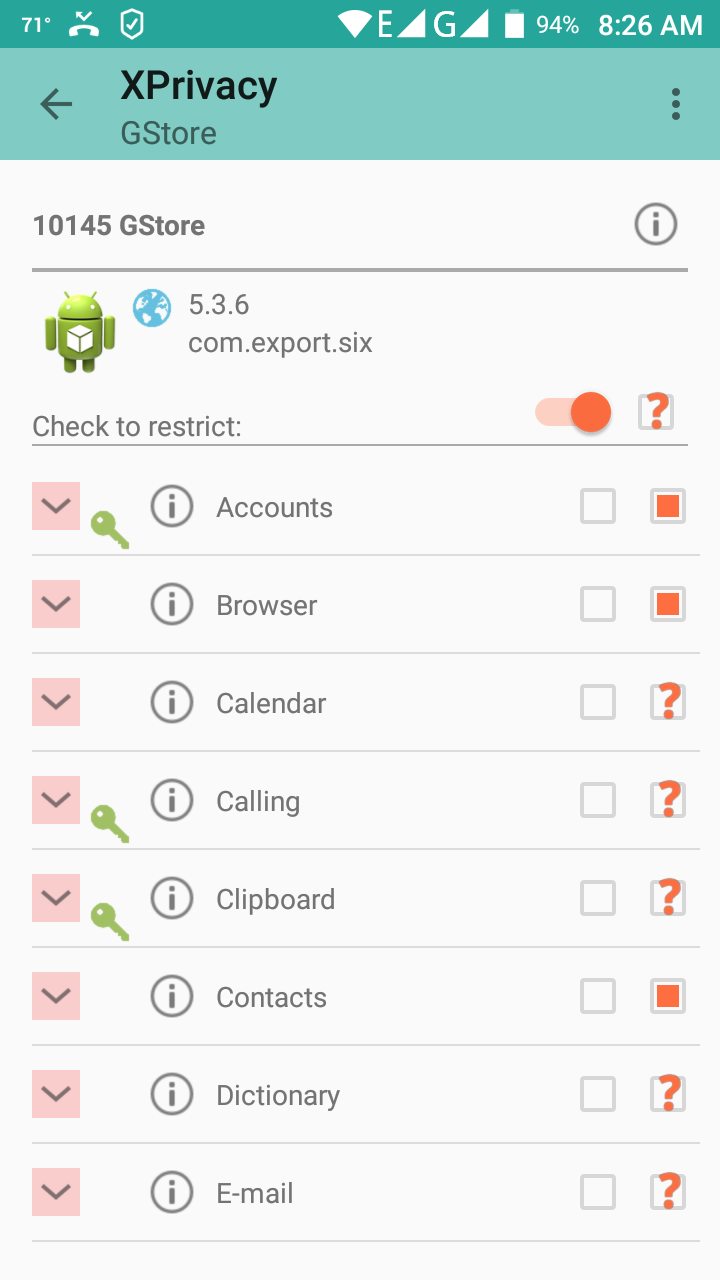 71° E G 94% 8:26 AM
XPrivacy
GStore
10145 GStore
5.3.6
com.export.six
Check to restrict: ?
Accounts
Browser
Calendar ?
Calling ?
Clipboard ?
Contacts
Dictionary ?
E-mail ?